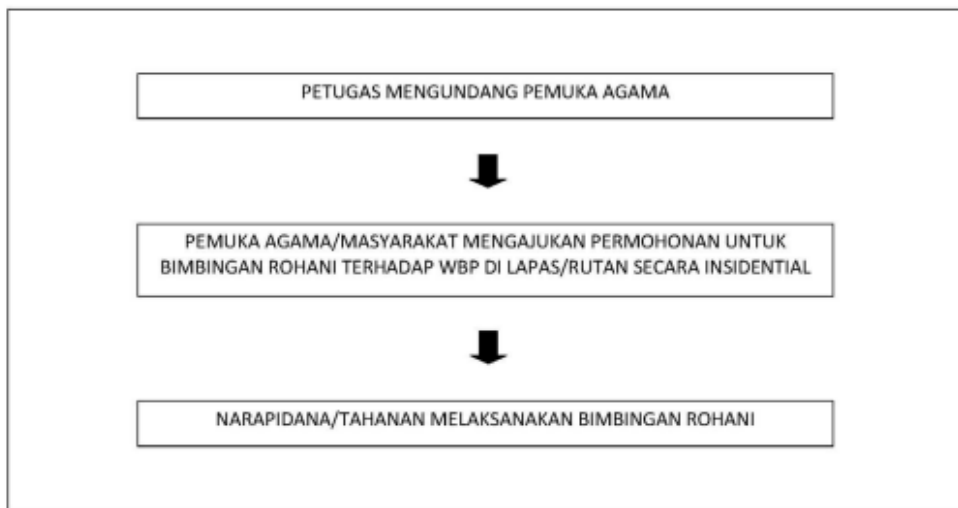 PETUGAS MENGUNDANG PEMUKA AGAMA
PEMUKA AGAMA/MASYARAKAT MENGAJUKAN PERMOHONAN UNTUK
BIMBINGAN ROHANI TERHADAP WBP DI LAPAS/RUTAN SECARA INSIDENTIAL
NARAPIDANA/TAHANAN MELAKSANAKAN BIMBINGAN ROHANI